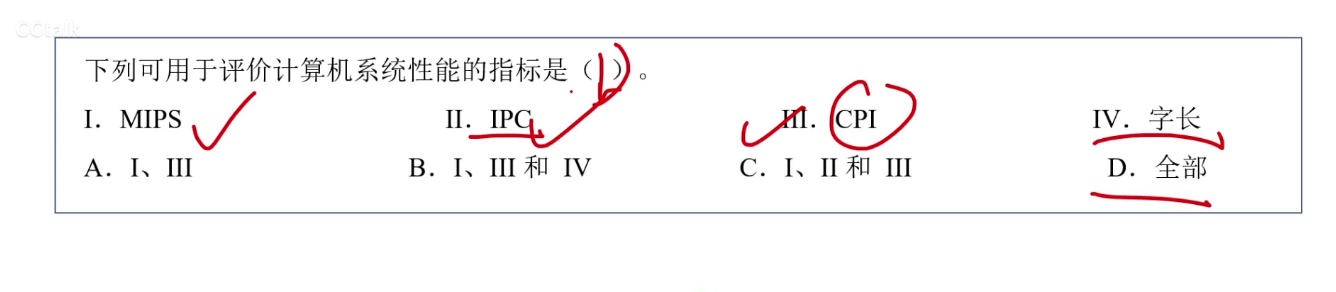 OOtalk
下列可用于评价计算机系统性能的指标是（D）。
I．MIPS II．IPC III．CPI IV．字长
A．I、III B．I、III 和 IV C．I、II 和 III D．全部